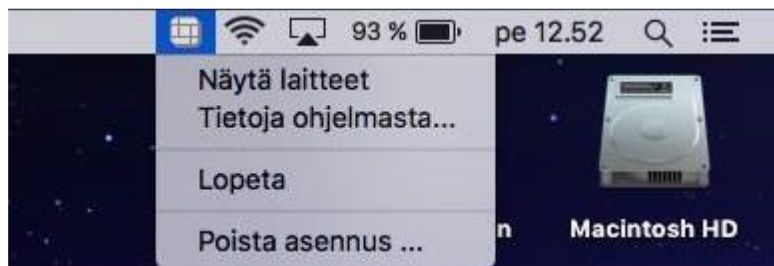 93 % pe 12.52
Näytä laitteet
Tietoja ohjelmasta...
Lopeta
Poista asennus ...
n Macintosh HD